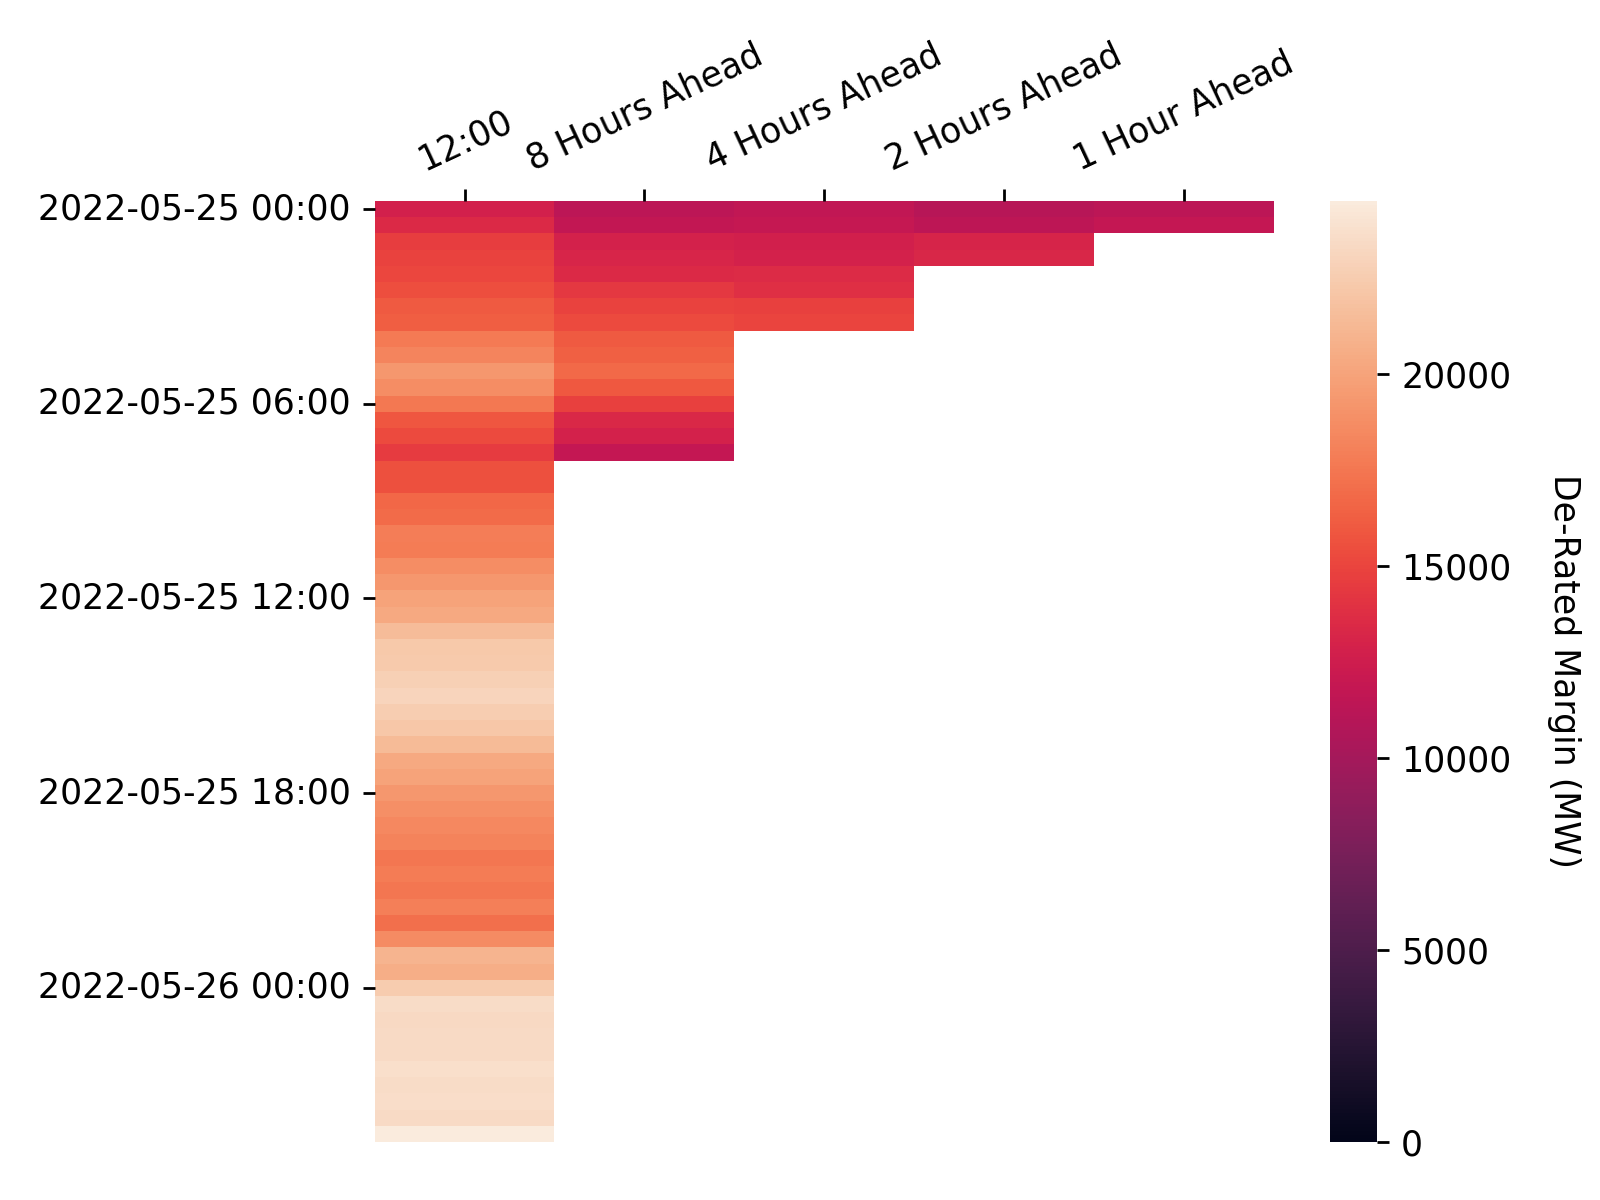 12:00
8 Hours Ahead
4 Hours Ahead
2 Hours Ahead
1 Hour Ahead
2022-05-25 00:00
2022-05-25 06:00
2022-05-25 12:00
2022-05-25 18:00
2022-05-26 00:00
20000
15000
10000
5000
0
De-Rated Margin (MW)